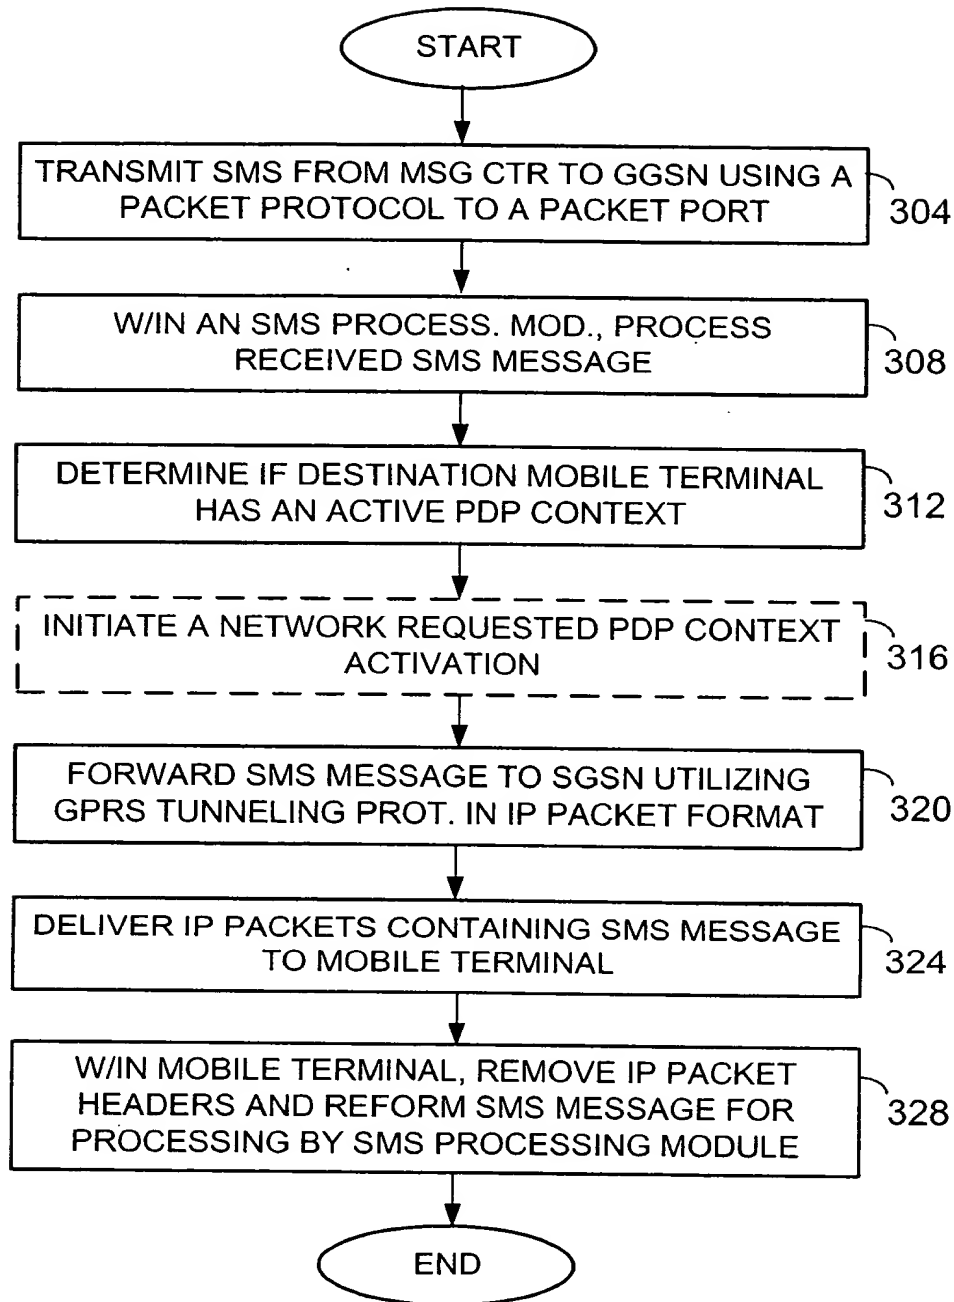 START
TRANSMIT SMS FROM MSG CTR TO GGSN USING A
PACKET PROTOCOL TO A PACKET PORT
304
W/IN AN SMS PROCESS. MOD., PROCESS
RECEIVED SMS MESSAGE
308
DETERMINE IF DESTINATION MOBILE TERMINAL
HAS AN ACTIVE PDP CONTEXT
312
INITIATE A NETWORK REQUESTED PDP CONTEXT
ACTIVATION
316
FORWARD SMS MESSAGE TO SGSN UTILIZING
GPRS TUNNELING PROT. IN IP PACKET FORMAT
320
DELIVER IP PACKETS CONTAINING SMS MESSAGE
TO MOBILE TERMINAL
324
W/IN MOBILE TERMINAL, REMOVE IP PACKET
HEADERS AND REFORM SMS MESSAGE FOR
PROCESSING BY SMS PROCESSING MODULE
328
END